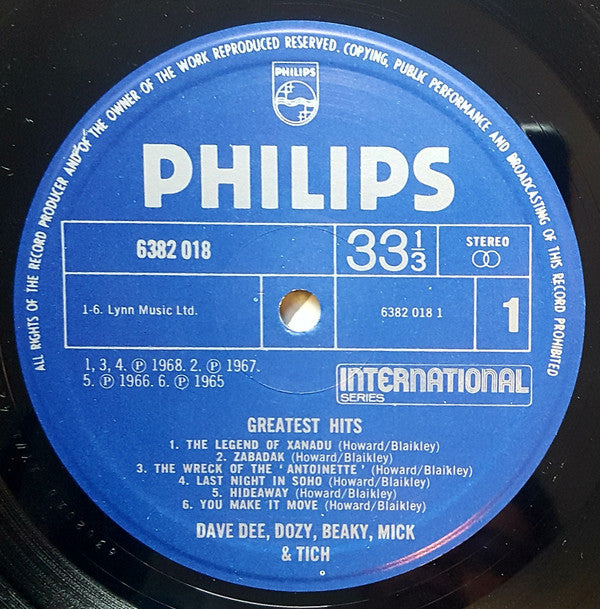 ALL RIGHTS OF THE RECORD PRODUCER AND OF THE OWNER OF THE WORK REPRODUCED RESERVED. COPYING, PUBLIC PERFORMANCE AND BROADCASTING OF THIS RECORD PROHIBITED
PHILIPS
PHILIPS
6382 018
33 1/3
STEREO
1-6. Lynn Music Ltd.
6382 018 1
1
1, 3, 4. ℗ 1968. 2. ℗ 1967.
5. ℗ 1966. 6. ℗ 1965
INTERNATIONAL
SERIES
GREATEST HITS
1. THE LEGEND OF XANADU (Howard/Blaikley)
2. ZABADAK (Howard/Blaikley)
3. THE WRECK OF THE ' ANTOINETTE ' (Howard/Blaikley)
4. LAST NIGHT IN SOHO (Howard/Blaikley)
5. HIDEAWAY (Howard/Blaikley)
6. YOU MAKE IT MOVE (Howard/Blaikley)
DAVE DEE, DOZY, BEAKY, MICK
& TICH